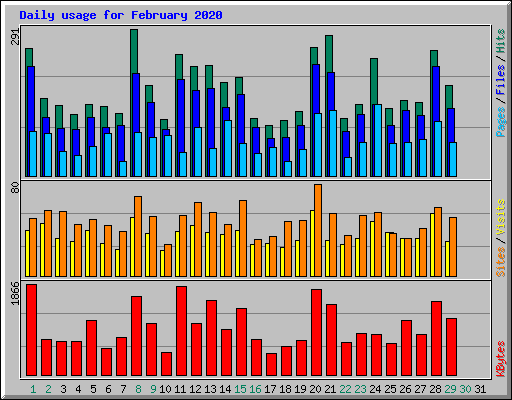 Daily usage for February 2020
291
Pages / Files / Hits
80
Sites / Visits
1866
KBytes
1 2 3 4 5 6 7 8 9 10 11 12 13 14 15 16 17 18 19 20 21 22 23 24 25 26 27 28 29 30 31